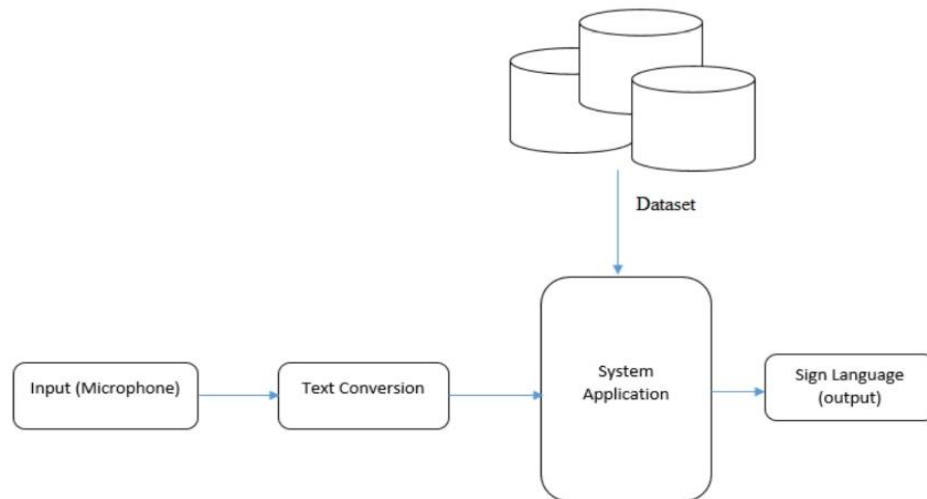 Dataset
Input (Microphone)
Text Conversion
System
Application
Sign Language
(output)